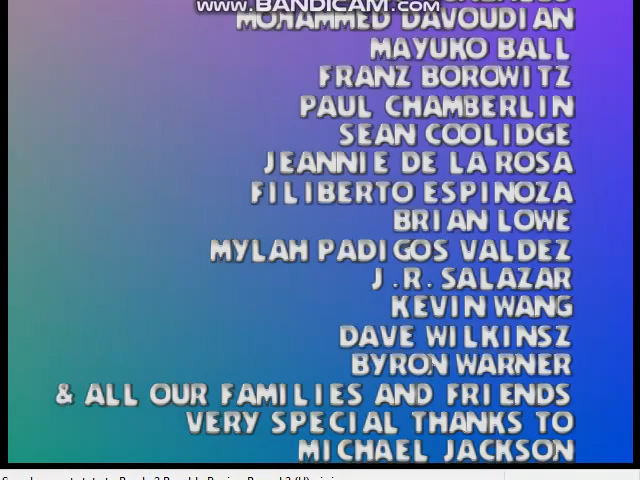 www.BANDICAM.com
MOHAMMED DAVOUDIAN
MAYUKO BALL
FRANZ BOROWITZ
PAUL CHAMBERLIN
SEAN COOLIDGE
JEANNIE DE LA ROSA
FILIBERTO ESPINOZA
BRIAN LOWE
MYLAH PADIGOS VALDEZ
J.R. SALAZAR
KEVIN WANG
DAVE WILKINSZ
BYRON WARNER
& ALL OUR FAMILIES AND FRIENDS
VERY SPECIAL THANKS TO
MICHAEL JACKSON